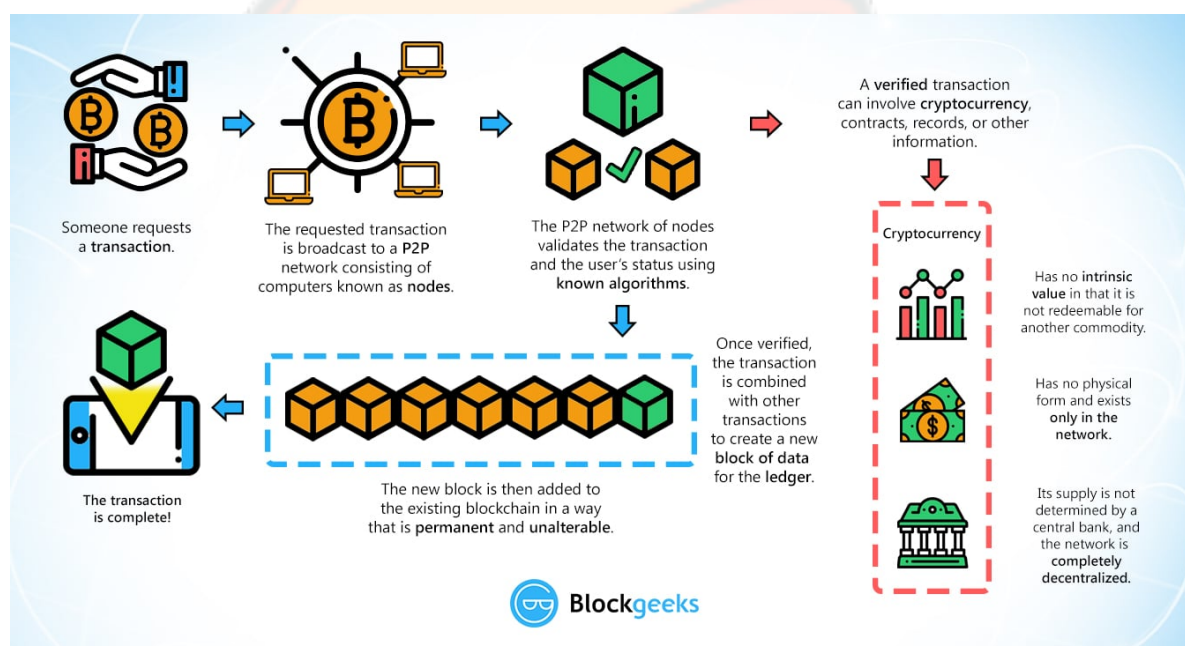 Someone requests
a transaction.
The requested transaction
is broadcast to a P2P
network consisting of
computers known as nodes.
The P2P network of nodes
validates the transaction
and the user's status using
known algorithms.
A verified transaction
can involve cryptocurrency,
contracts, records, or other
information.
Cryptocurrency
Has no intrinsic
value in that it is
not redeemable for
another commodity.
Has no physical
form and exists
only in the
network.
Its supply is not
determined by a
central bank, and
the network is
completely
decentralized.
Once verified,
the transaction
is combined
with other
transactions
to create a new
block of data
for the ledger.
The new block is then added to
the existing blockchain in a way
that is permanent and unalterable.
The transaction
is complete!
Blockgeeks